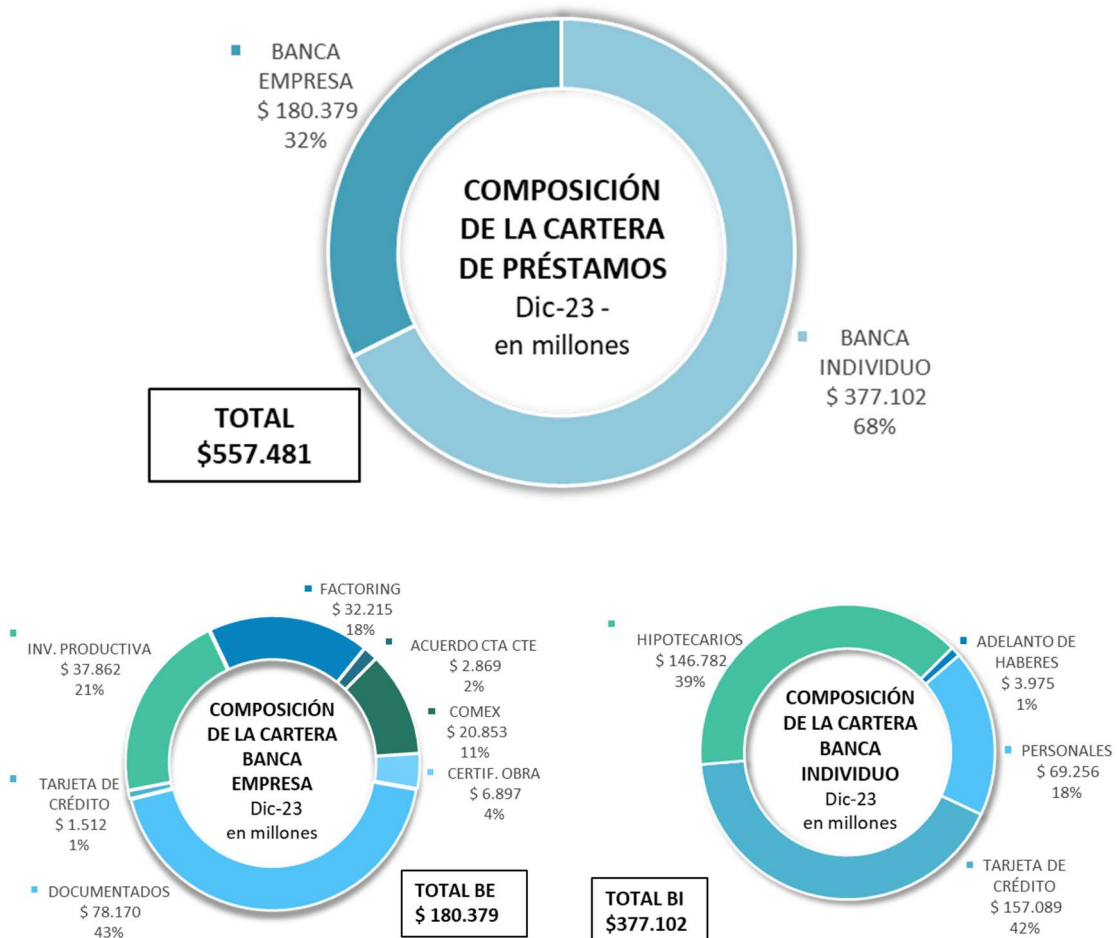 BANCA
EMPRESA
$ 180.379
32%
COMPOSICIÓN
DE LA CARTERA
DE PRÉSTAMOS
Dic-23 -
en millones
BANCA
INDIVIDUO
$ 377.102
68%
TOTAL
$557.481
FACTORING
$ 32.215
18%
INV. PRODUCTIVA
$ 37.862
21%
ACUERDO CTA CTE
$ 2.869
2%
COMEX
$ 20.853
11%
CERTIF. OBRA
$ 6.897
4%
TARJETA DE
CRÉDITO
$ 1.512
1%
DOCUMENTADOS
$ 78.170
43%
COMPOSICIÓN
DE LA CARTERA
BANCA
EMPRESA
Dic-23
en millones
TOTAL BE
$ 180.379
HIPOTECARIOS
$ 146.782
39%
ADELANTO DE
HABERES
$ 3.975
1%
PERSONALES
$ 69.256
18%
TARJETA DE
CRÉDITO
$ 157.089
42%
COMPOSICIÓN
DE LA CARTERA
BANCA
INDIVIDUO
Dic-23
en millones
TOTAL BI
$377.102